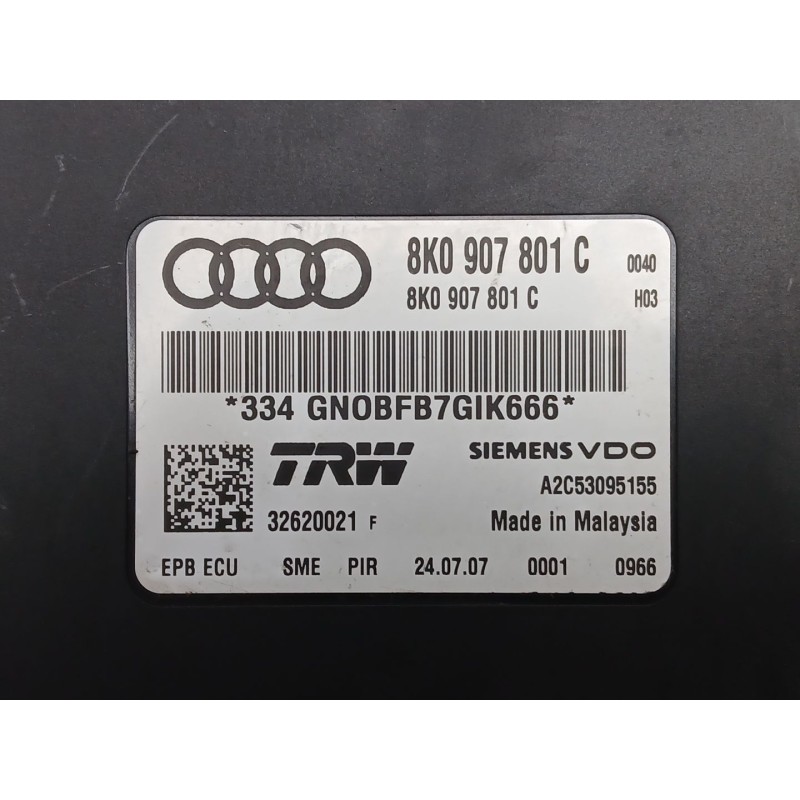 8K0 907 801 C 0040
8K0 907 801 C H03
*334 GNOBFB7GIK666*
TRW SIEMENS VDO
A2C53095155
32620021 F Made in Malaysia
EPB ECU SME PIR 24.07.07 0001 0966